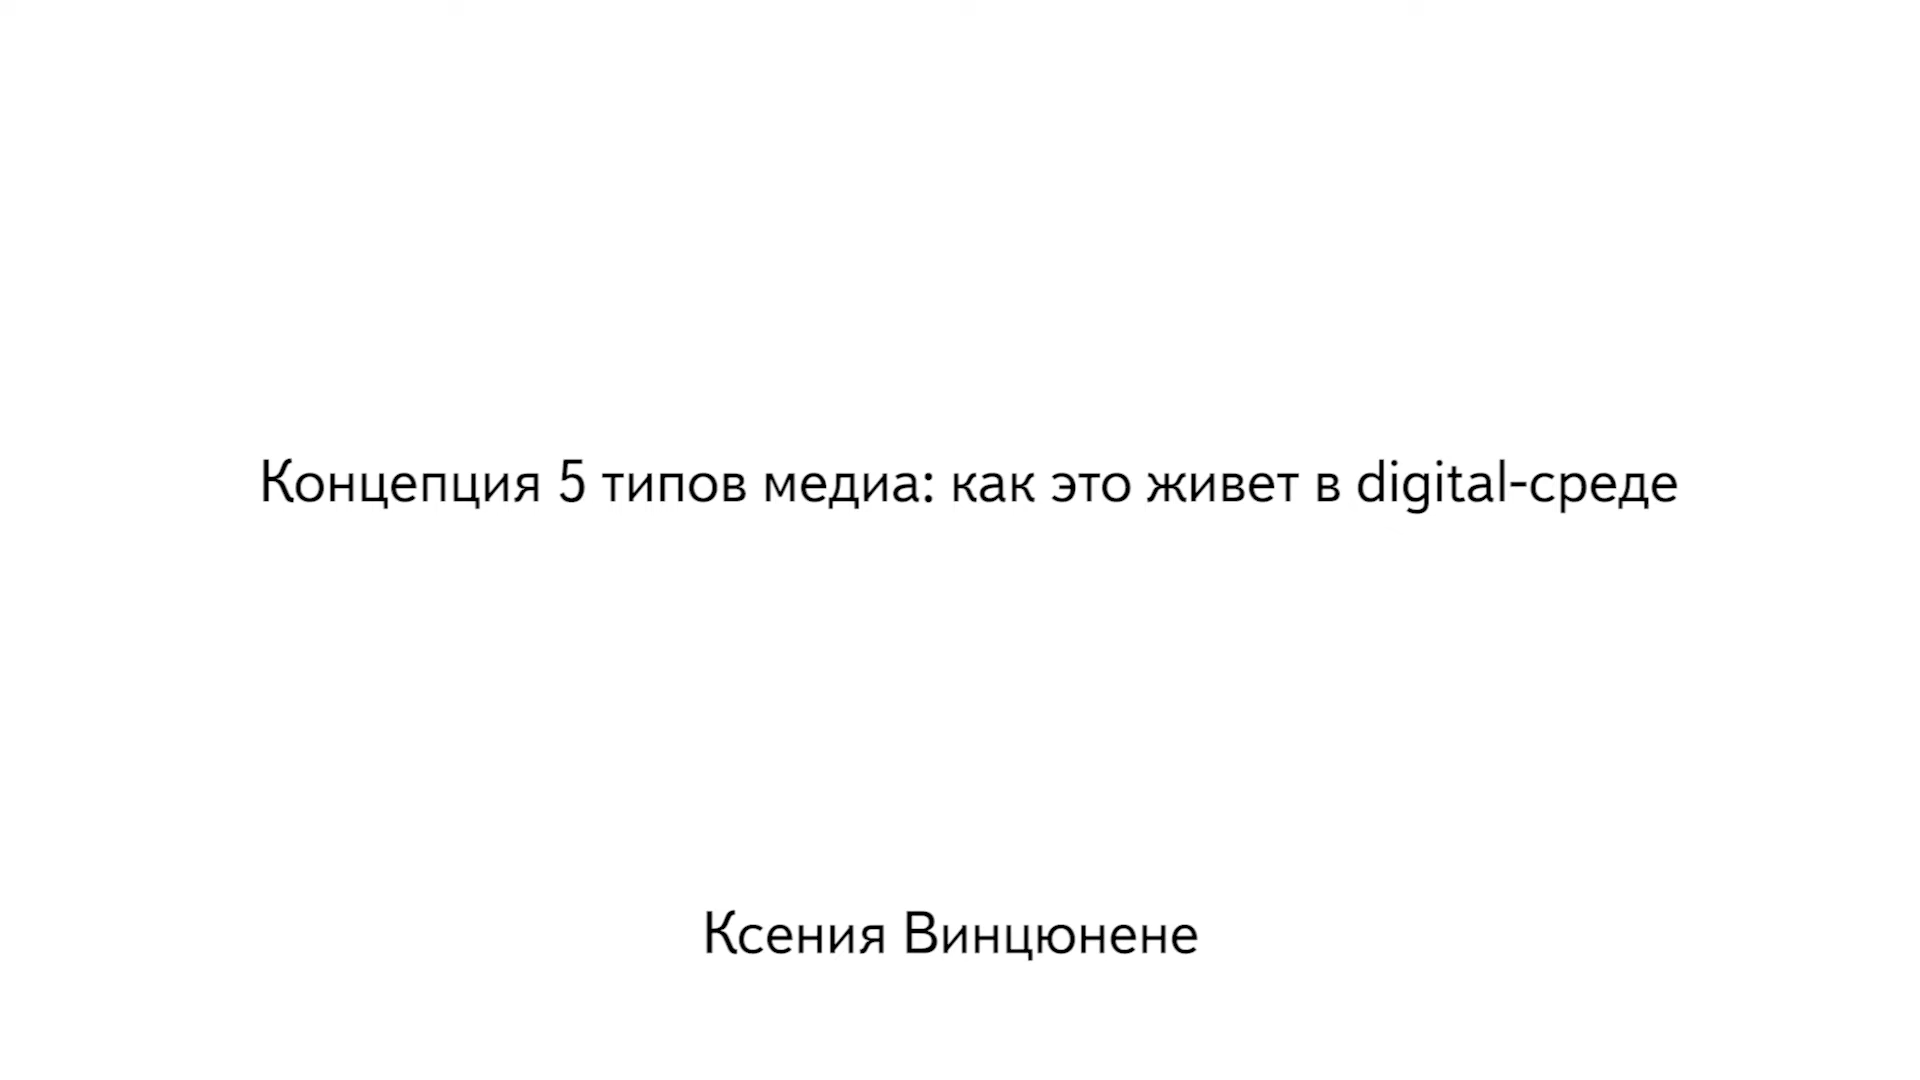 Концепция 5 типов медиа: как это живет в digital-среде
Ксения Винцюнене